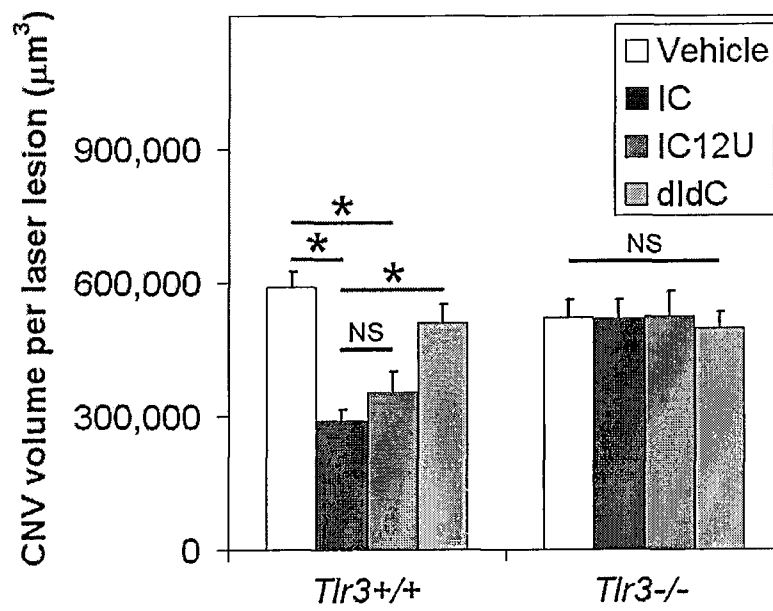 CNV volume per laser lesion (μm³)
900,000
600,000
300,000
0
Vehicle
IC
IC12U
dIdC
*
*
*
NS
NS
Tlr3+/+
Tlr3-/-